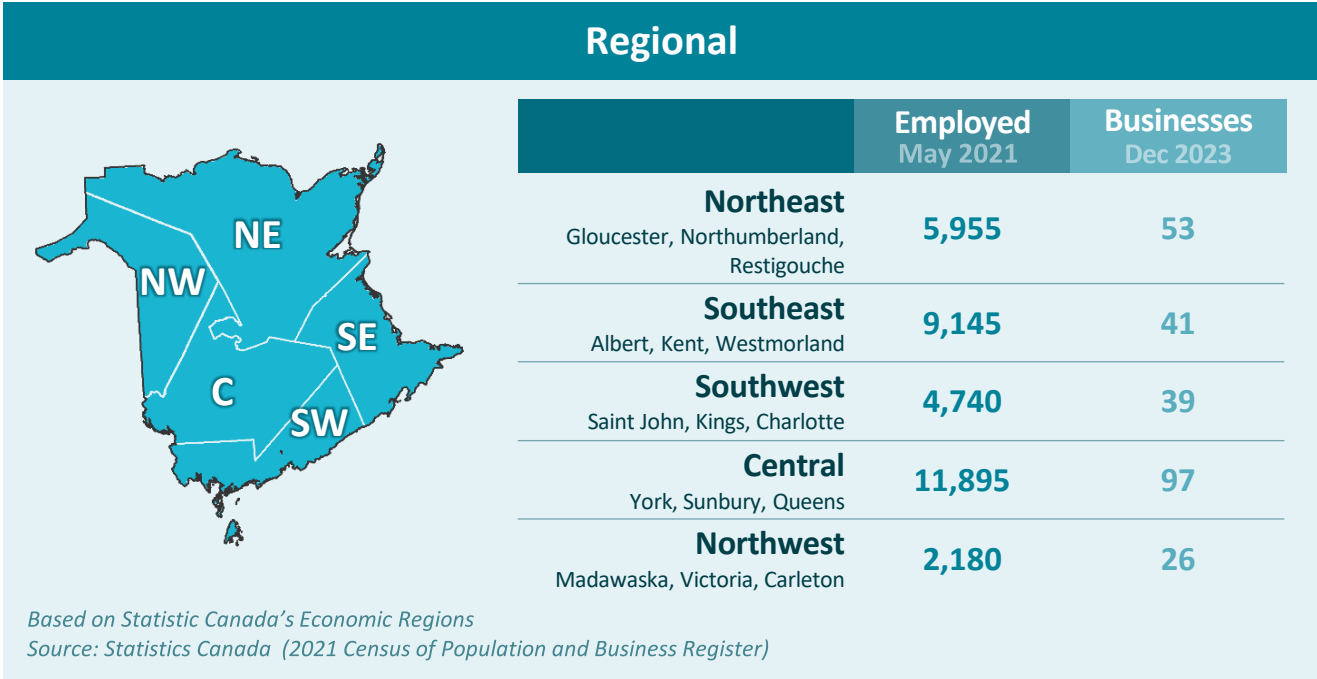 Regional
NE
NW
SE
C
SW
Employed
May 2021
Businesses
Dec 2023
Northeast
Gloucester, Northumberland,
Restigouche
5,955
53
Southeast
Albert, Kent, Westmorland
9,145
41
Southwest
Saint John, Kings, Charlotte
4,740
39
Central
York, Sunbury, Queens
11,895
97
Northwest
Madawaska, Victoria, Carleton
2,180
26
Based on Statistic Canada's Economic Regions
Source: Statistics Canada (2021 Census of Population and Business Register)